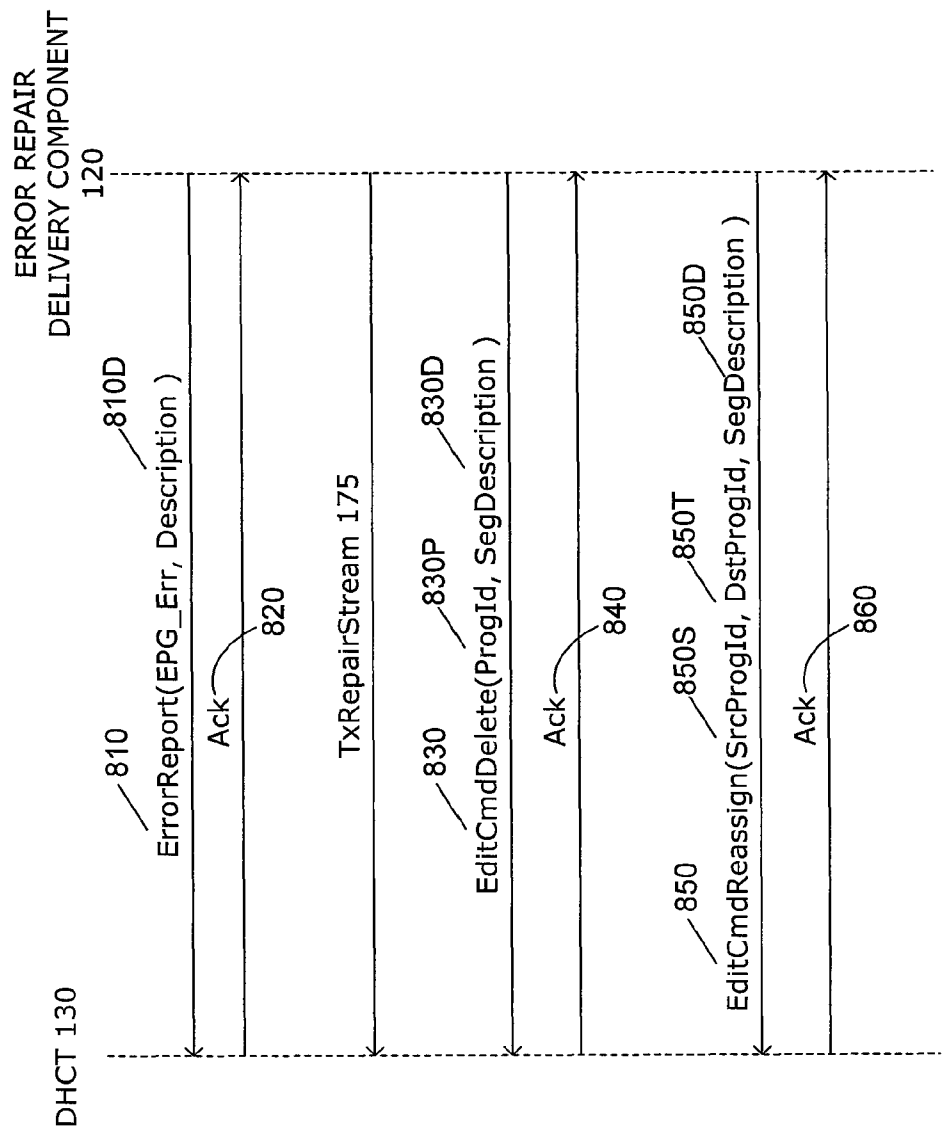 ERROR REPAIR
DELIVERY COMPONENT
120
DHCT 130
810
810D
ErrorReport(EPG_Err, Description )
Ack
820
TxRepairStream 175
830
830P
830D
EditCmdDelete(ProgId, SegDescription )
Ack
840
850
850S
850T
850D
EditCmdReassign(SrcProgId, DstProgId, SegDescription )
Ack
860